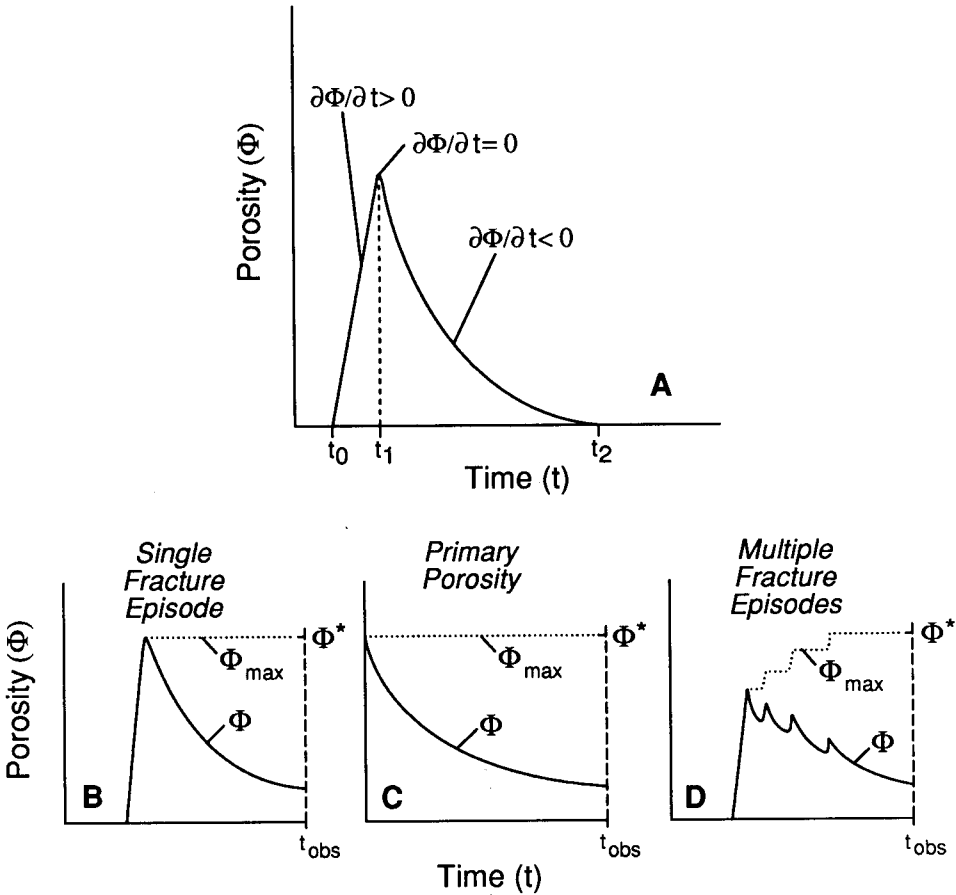 Porosity (Φ)
∂Φ/∂t> 0
∂Φ/∂t= 0
∂Φ/∂t< 0
A
t0
t1
t2
Time (t)
Single
Fracture
Episode
Primary
Porosity
Multiple
Fracture
Episodes
Porosity (Φ)
Φ*
Φmax
Φ
B
tobs
Φ*
Φmax
Φ
C
tobs
Φ*
Φmax
Φ
D
tobs
Time (t)